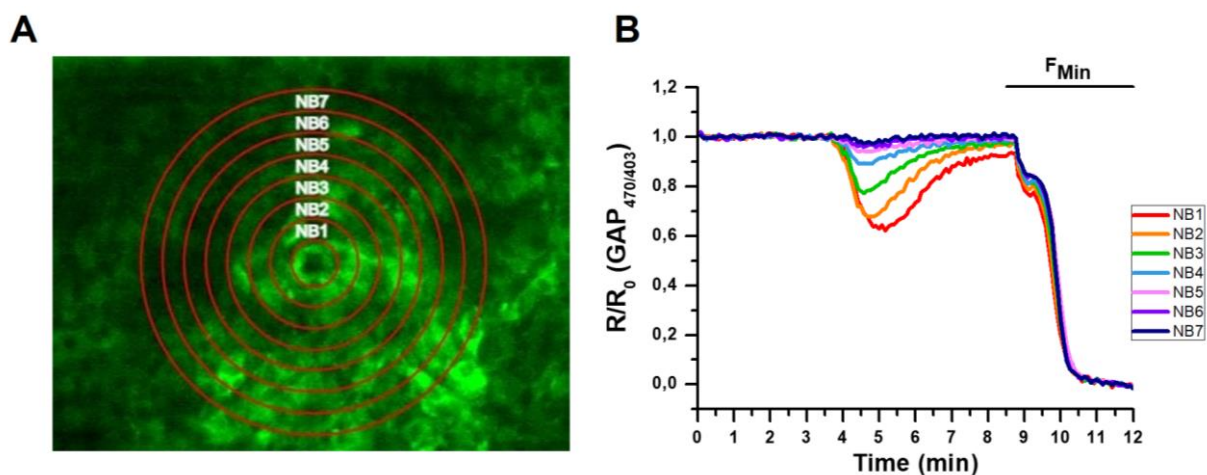 A
NB7
NB6
NB5
NB4
NB3
NB2
NB1
B
FMin
1,2
1,0
0,8
0,6
0,4
0,2
0,0
R/R0 (GAP470/403)
0 1 2 3 4 5 6 7 8 9 10 11 12
Time (min)
NB1
NB2
NB3
NB4
NB5
NB6
NB7